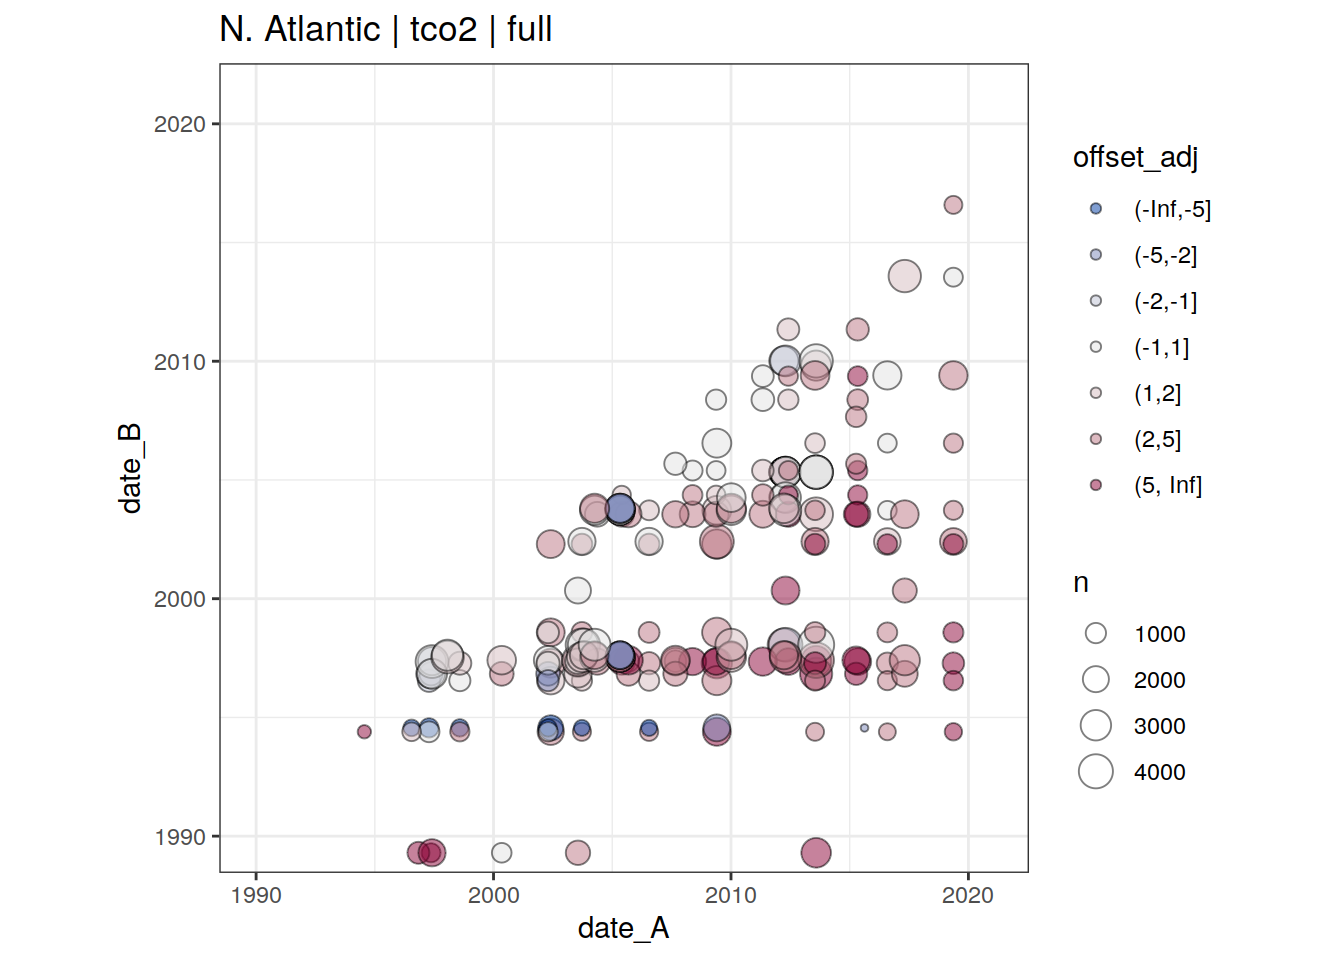 N. Atlantic | tco2 | full
2020
2010
2000
1990
1990
2000
2010
2020
date_A
date_B
offset_adj
(-Inf,-5]
(-5,-2]
(-2,-1]
(-1,1]
(1,2]
(2,5]
(5, Inf]
n
1000
2000
3000
4000